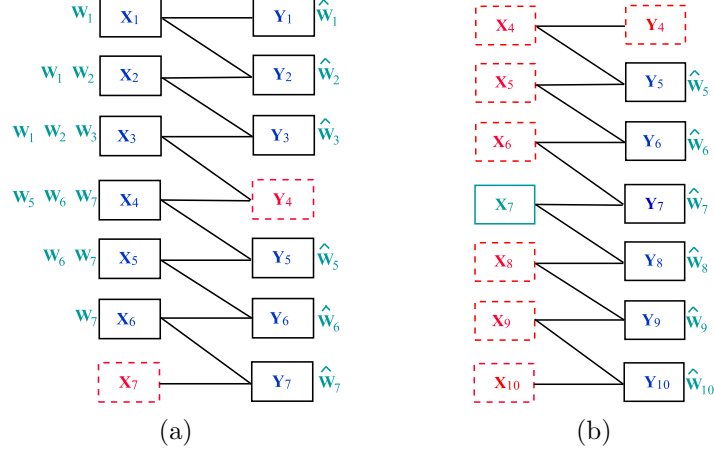 W₁ X₁ Y₁ Ŵ₁
W₁ W₂ X₂ Y₂ Ŵ₂
W₁ W₂ W₃ X₃ Y₃ Ŵ₃
W₅ W₆ W₇ X₄ Y₄
W₆ W₇ X₅ Y₅ Ŵ₅
W₇ X₆ Y₆ Ŵ₆
X₇ Y₇ Ŵ₇
(a)
X₄ Y₄
X₅ Y₅ Ŵ₅
X₆ Y₆ Ŵ₆
X₇ Y₇ Ŵ₇
X₈ Y₈ Ŵ₈
X₉ Y₉ Ŵ₉
X₁₀ Y₁₀ Ŵ₁₀
(b)